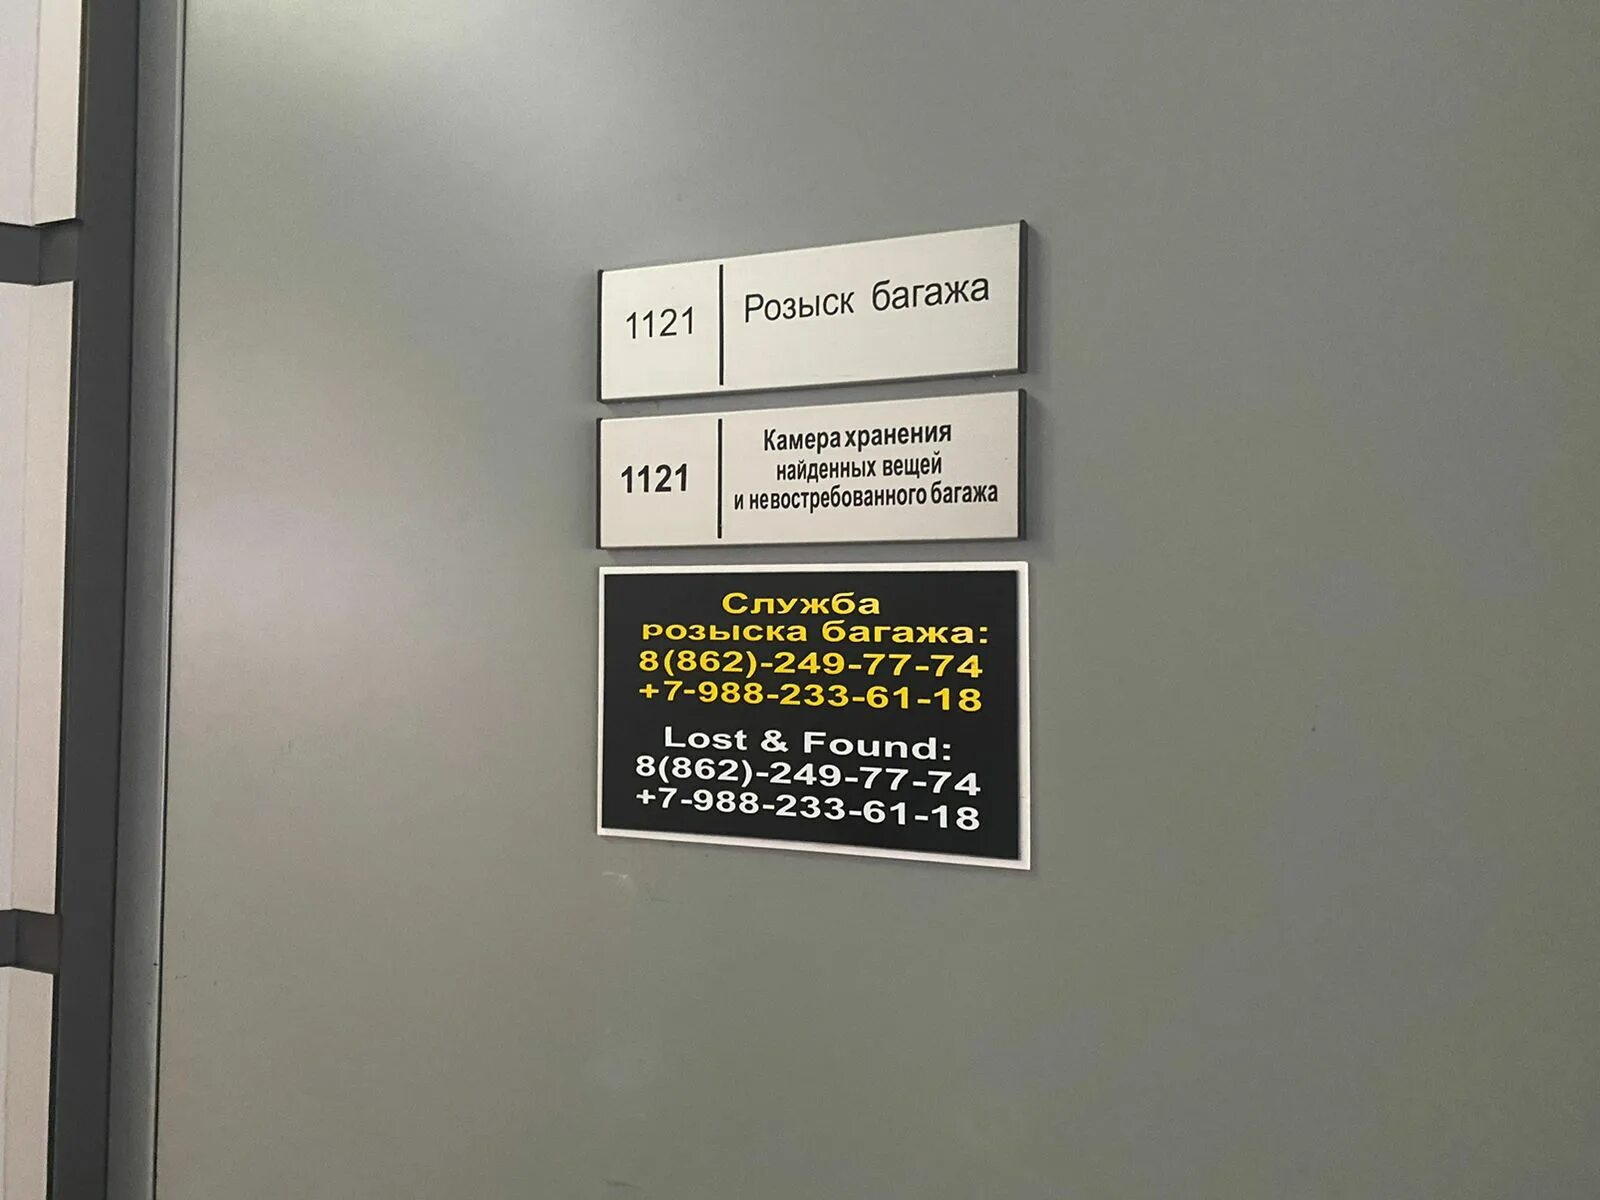 1121 Розыск багажа
1121
Камера хранения
найденных вещей
и невостребованного багажа
Служба
розыска багажа:
8(862)-249-77-74
+7-988-233-61-18
Lost & Found:
8(862)-249-77-74
+7-988-233-61-18